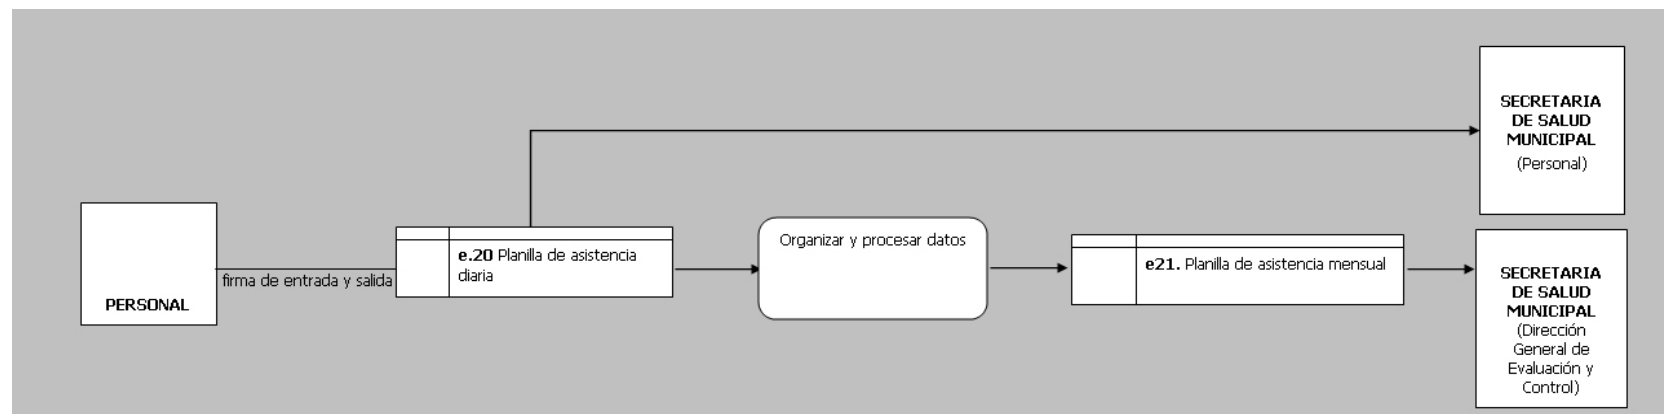 PERSONAL
firma de entrada y salida
e.20 Planilla de asistencia
diaria
Organizar y procesar datos
e21. Planilla de asistencia mensual
SECRETARIA
DE SALUD
MUNICIPAL
(Personal)
SECRETARIA
DE SALUD
MUNICIPAL
(Dirección
General de
Evaluación y
Control)